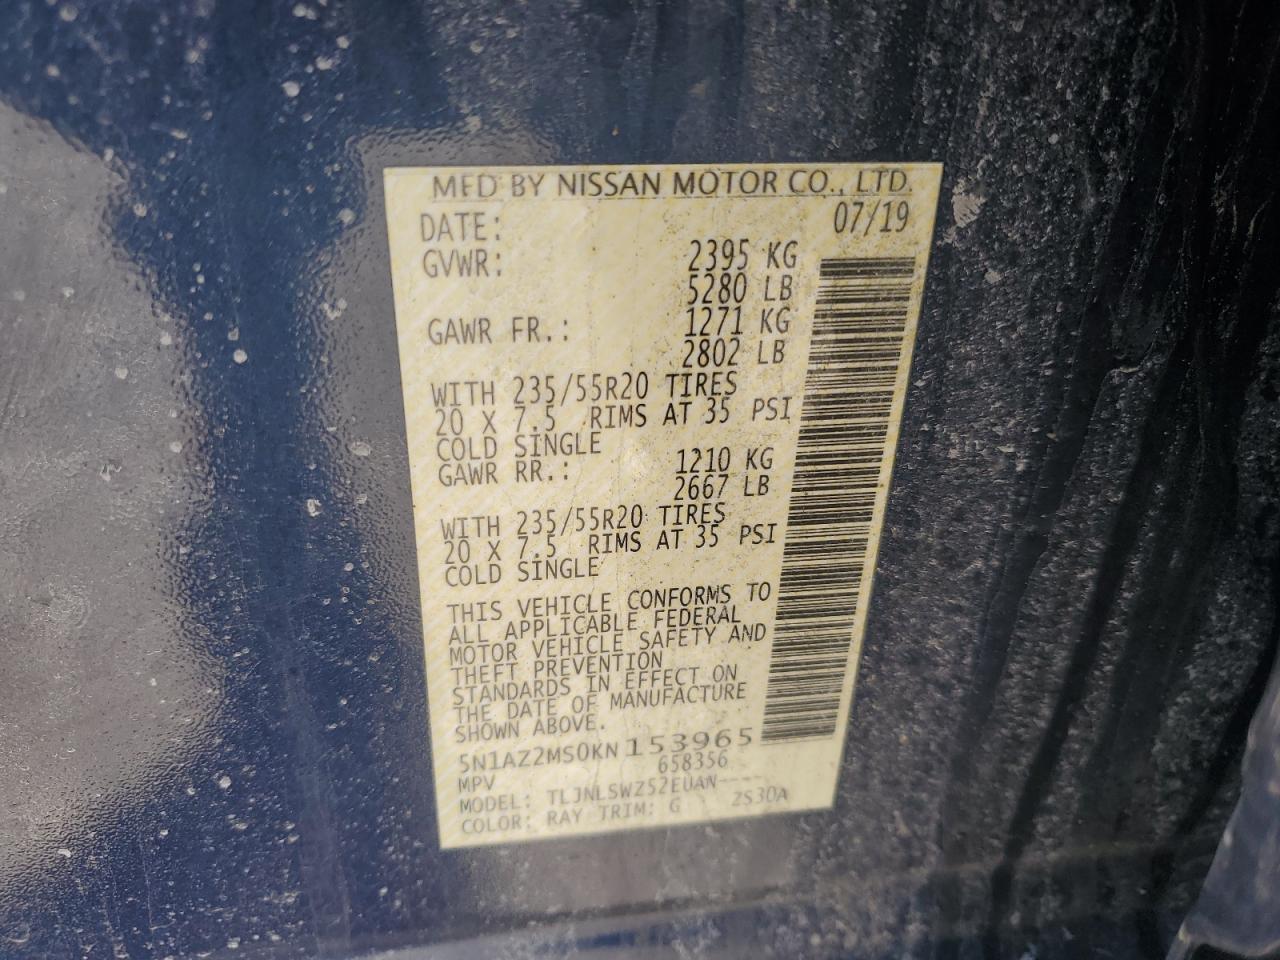 MFD BY NISSAN MOTOR CO., LTD.
DATE: 07/19
GVWR: 2395 KG
5280 LB
GAWR FR.: 1271 KG
2802 LB
WITH 235/55R20 TIRES
20 X 7.5 RIMS AT 35 PSI
COLD SINGLE
GAWR RR.: 1210 KG
2667 LB
WITH 235/55R20 TIRES
20 X 7.5 RIMS AT 35 PSI
COLD SINGLE
THIS VEHICLE CONFORMS TO
ALL APPLICABLE FEDERAL
MOTOR VEHICLE SAFETY AND
THEFT PREVENTION
STANDARDS IN EFFECT ON
THE DATE OF MANUFACTURE
SHOWN ABOVE.
5N1AZ2MS0KN153965
MPV 658356
MODEL: TLJNLSWZ52EUAN----
COLOR: RAY TRIM: G ZS30A